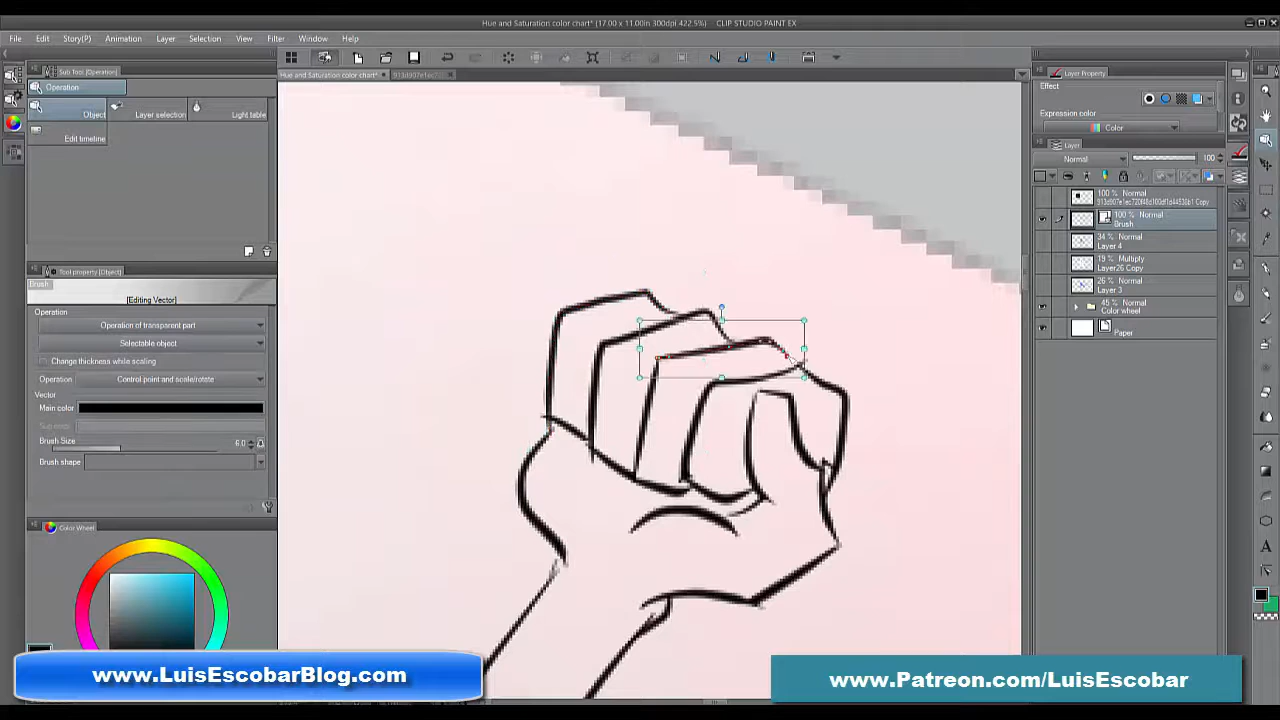 Hue and Saturation color chart* (17.00 x 11.00in 300dpi 422.5%) - CLIP STUDIO PAINT EX
File Edit Story(P) Animation Layer Selection View Filter Window Help
Hue and Saturation color chart*
Sub Tool [Operation]
Operation
Object
Layer selection
Light table
Edit timeline
Tool property [Object]
Brush
[Editing Vector]
Operation
Operation of transparent part
Selectable object
Change thickness while scaling
Operation
Control point and scale/rotate
Vector
Main color
Brush Size
6.0
Brush shape
Color Wheel
Layer Property
Effect
Expression color
Color
Layer
Normal
100
100 % Normal
100 % Normal
Brush
34 % Normal
Layer 4
19 % Multiply
Layer26 Copy
26 % Normal
Layer 3
45 % Normal
Color wheel
Paper
www.LuisEscobarBlog.com
www.Patreon.com/LuisEscobar